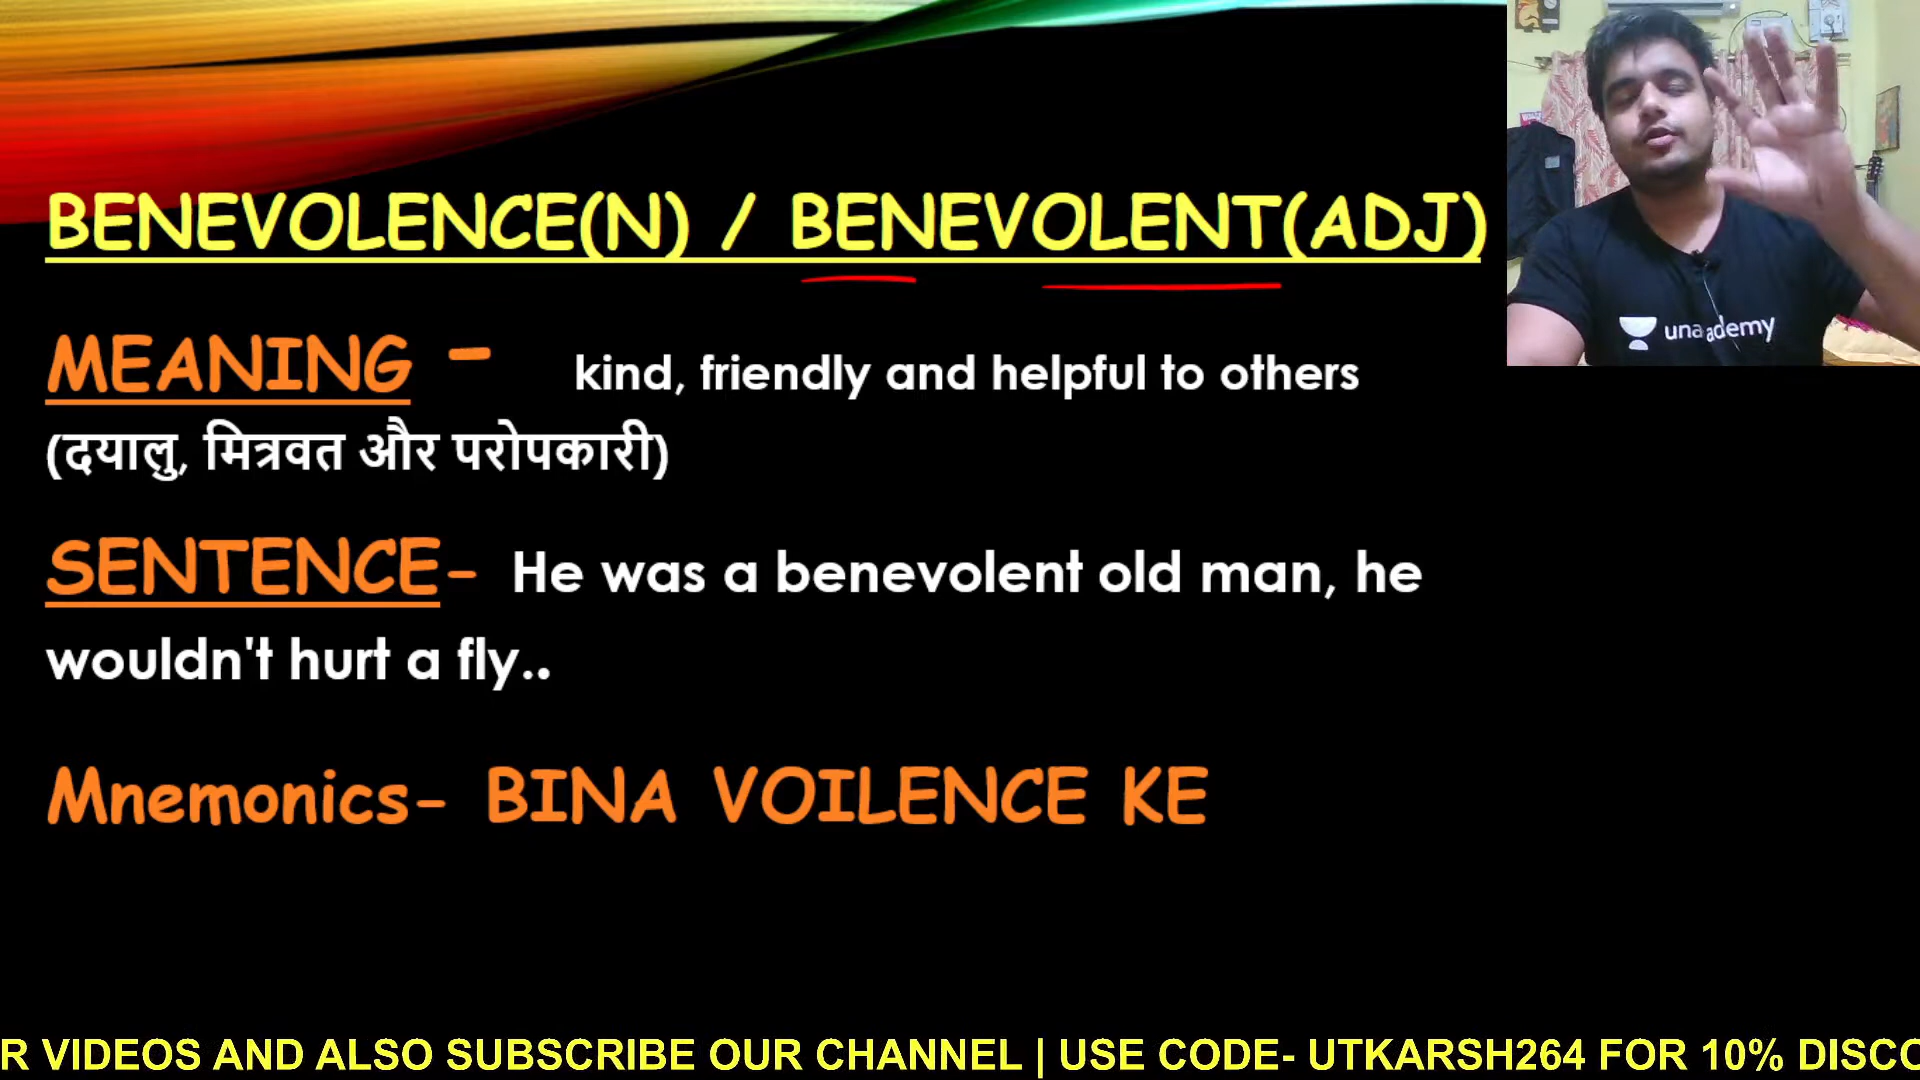 BENEVOLENCE(N) / BENEVOLENT(ADJ)
MEANING - kind, friendly and helpful to others
(दयालु, मित्रवत और परोपकारी)
SENTENCE- He was a benevolent old man, he
wouldn't hurt a fly..
Mnemonics- BINA VOILENCE KE
unacademy
R VIDEOS AND ALSO SUBSCRIBE OUR CHANNEL | USE CODE- UTKARSH264 FOR 10% DISCO